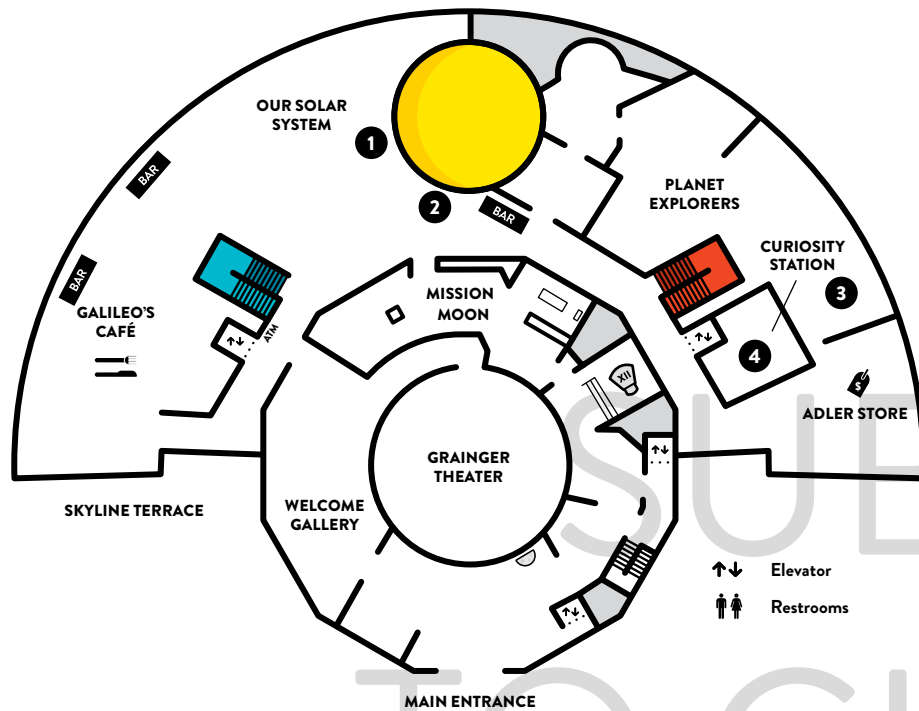 OUR SOLAR
SYSTEM
1
2
BAR
BAR
BAR
PLANET
EXPLORERS
CURIOSITY
STATION
3
4
GALILEO'S
CAFÉ
ATM
MISSION
MOON
XII
$
ADLER STORE
GRAINGER
THEATER
WELCOME
GALLERY
SKYLINE TERRACE
Elevator
Restrooms
MAIN ENTRANCE
SUB